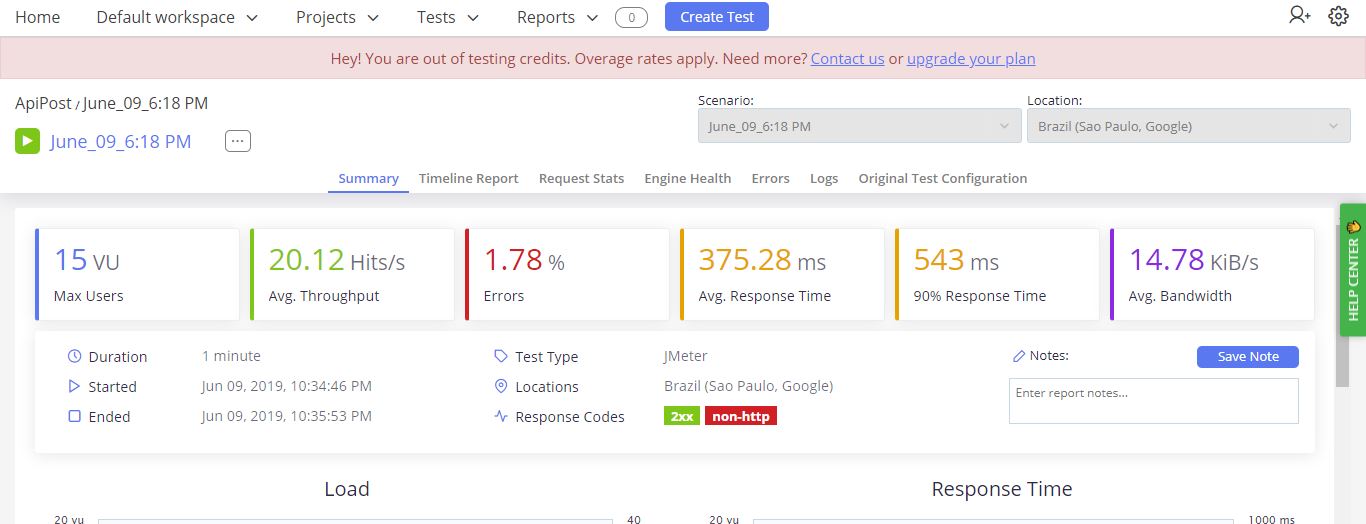 Home Default workspace Projects Tests Reports 0 Create Test
Hey! You are out of testing credits. Overage rates apply. Need more? Contact us or upgrade your plan
ApiPost / June_09_6:18 PM
Scenario: Location:
June_09_6:18 PM Brazil (Sao Paulo, Google)
June_09_6:18 PM ...
Summary Timeline Report Request Stats Engine Health Errors Logs Original Test Configuration
15 VU 20.12 Hits/s 1.78 % 375.28 ms 543 ms 14.78 KiB/s
Max Users Avg. Throughput Errors Avg. Response Time 90% Response Time Avg. Bandwidth
HELP CENTER
Duration 1 minute Test Type JMeter Notes: Save Note
Started Jun 09, 2019, 10:34:46 PM Locations Brazil (Sao Paulo, Google) Enter report notes...
Ended Jun 09, 2019, 10:35:53 PM Response Codes 2xx non-http
Load Response Time
20 vu 40 20 vu 1000 ms